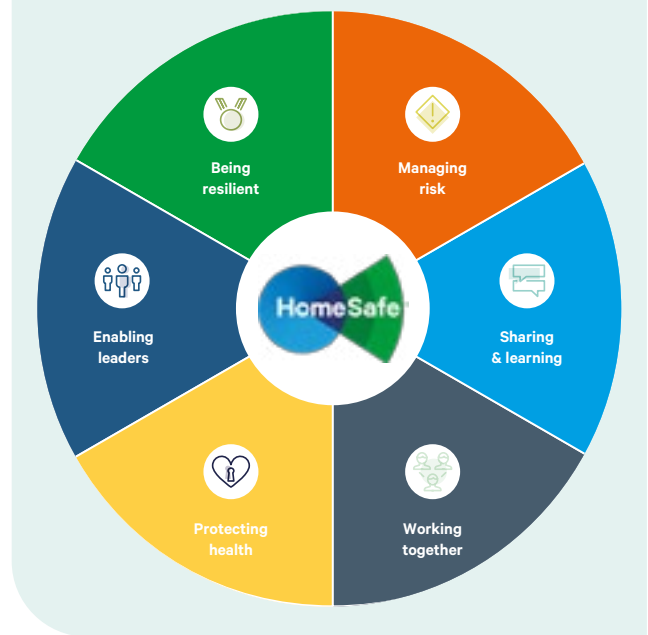 Being
resilient
Managing
risk
Enabling
leaders
HomeSafe
Sharing
& learning
Protecting
health
Working
together